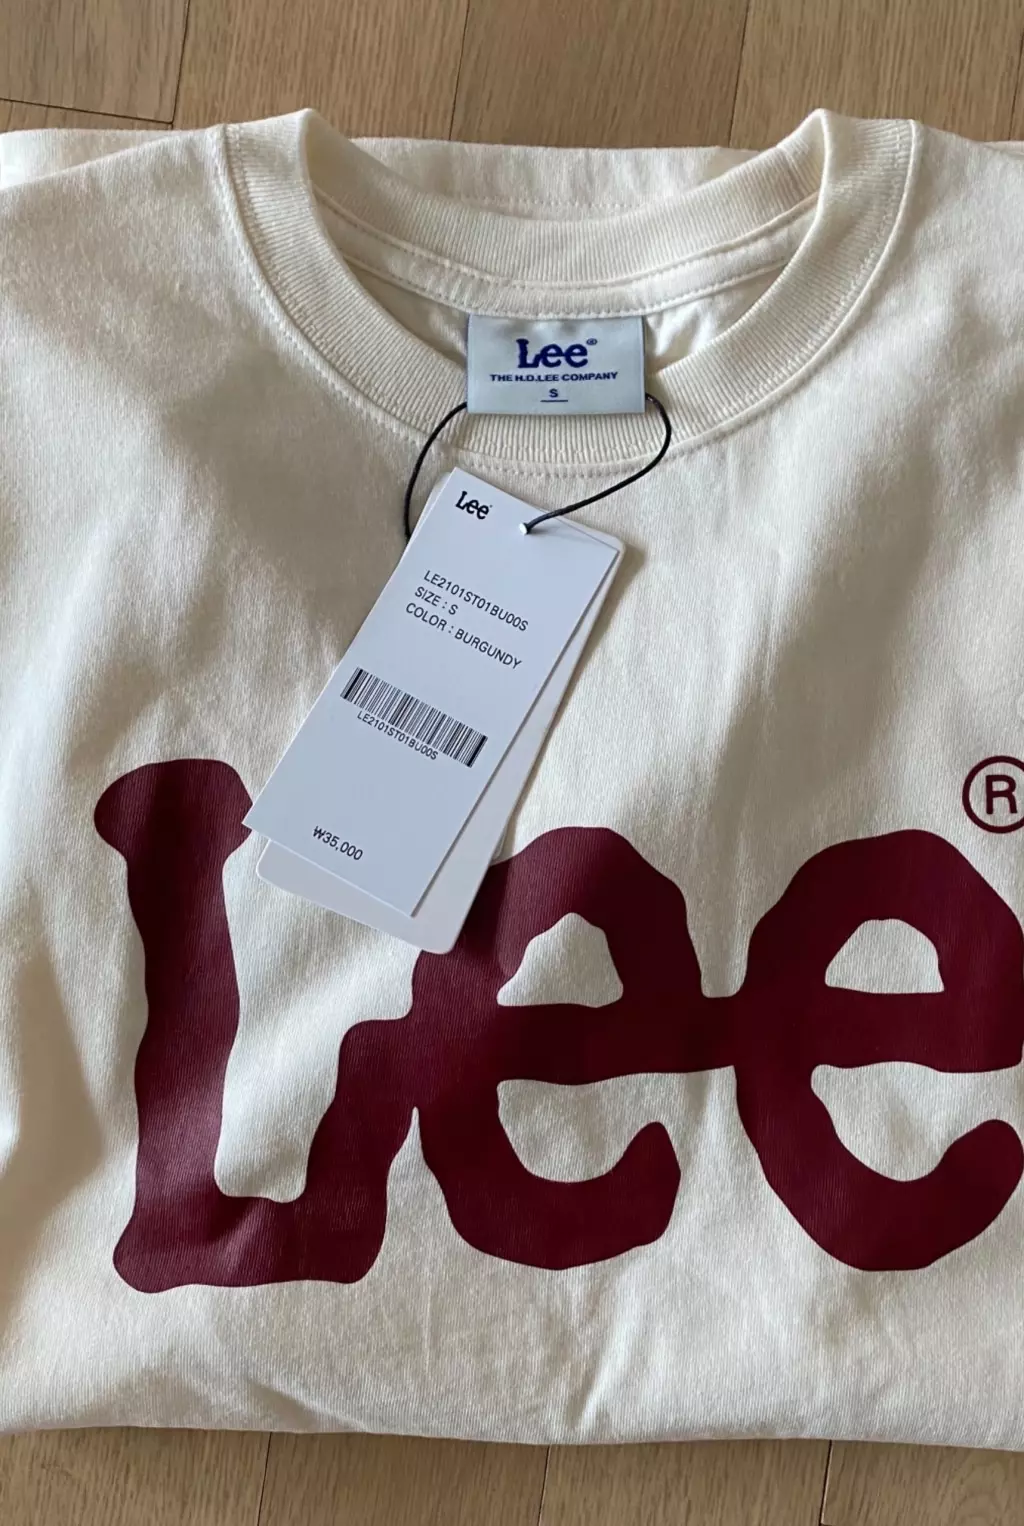 Lee®
THE H.D.LEE COMPANY
S
Lee
LE2101ST01BU00S
SIZE : S
COLOR : BURGUNDY
LE2101ST01BU00S
₩35,000
Lee®